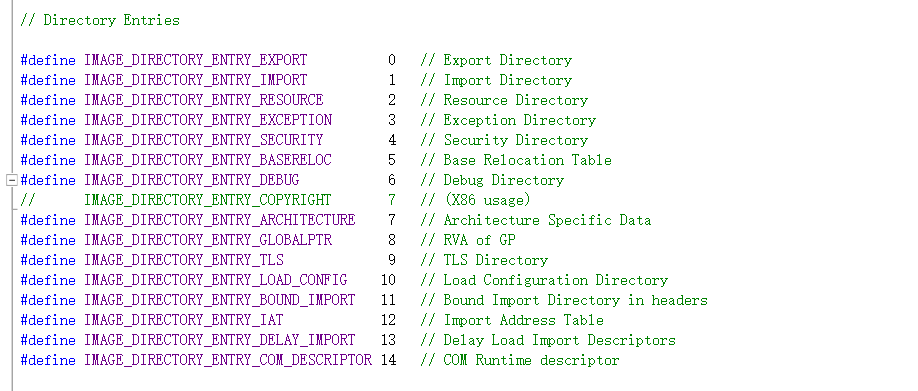 // Directory Entries
#define IMAGE_DIRECTORY_ENTRY_EXPORT          0   // Export Directory
#define IMAGE_DIRECTORY_ENTRY_IMPORT          1   // Import Directory
#define IMAGE_DIRECTORY_ENTRY_RESOURCE        2   // Resource Directory
#define IMAGE_DIRECTORY_ENTRY_EXCEPTION       3   // Exception Directory
#define IMAGE_DIRECTORY_ENTRY_SECURITY        4   // Security Directory
#define IMAGE_DIRECTORY_ENTRY_BASERELOC       5   // Base Relocation Table
#define IMAGE_DIRECTORY_ENTRY_DEBUG           6   // Debug Directory
//      IMAGE_DIRECTORY_ENTRY_COPYRIGHT       7   // (X86 usage)
#define IMAGE_DIRECTORY_ENTRY_ARCHITECTURE    7   // Architecture Specific Data
#define IMAGE_DIRECTORY_ENTRY_GLOBALPTR       8   // RVA of GP
#define IMAGE_DIRECTORY_ENTRY_TLS             9   // TLS Directory
#define IMAGE_DIRECTORY_ENTRY_LOAD_CONFIG    10   // Load Configuration Directory
#define IMAGE_DIRECTORY_ENTRY_BOUND_IMPORT   11   // Bound Import Directory in headers
#define IMAGE_DIRECTORY_ENTRY_IAT            12   // Import Address Table
#define IMAGE_DIRECTORY_ENTRY_DELAY_IMPORT   13   // Delay Load Import Descriptors
#define IMAGE_DIRECTORY_ENTRY_COM_DESCRIPTOR 14   // COM Runtime descriptor